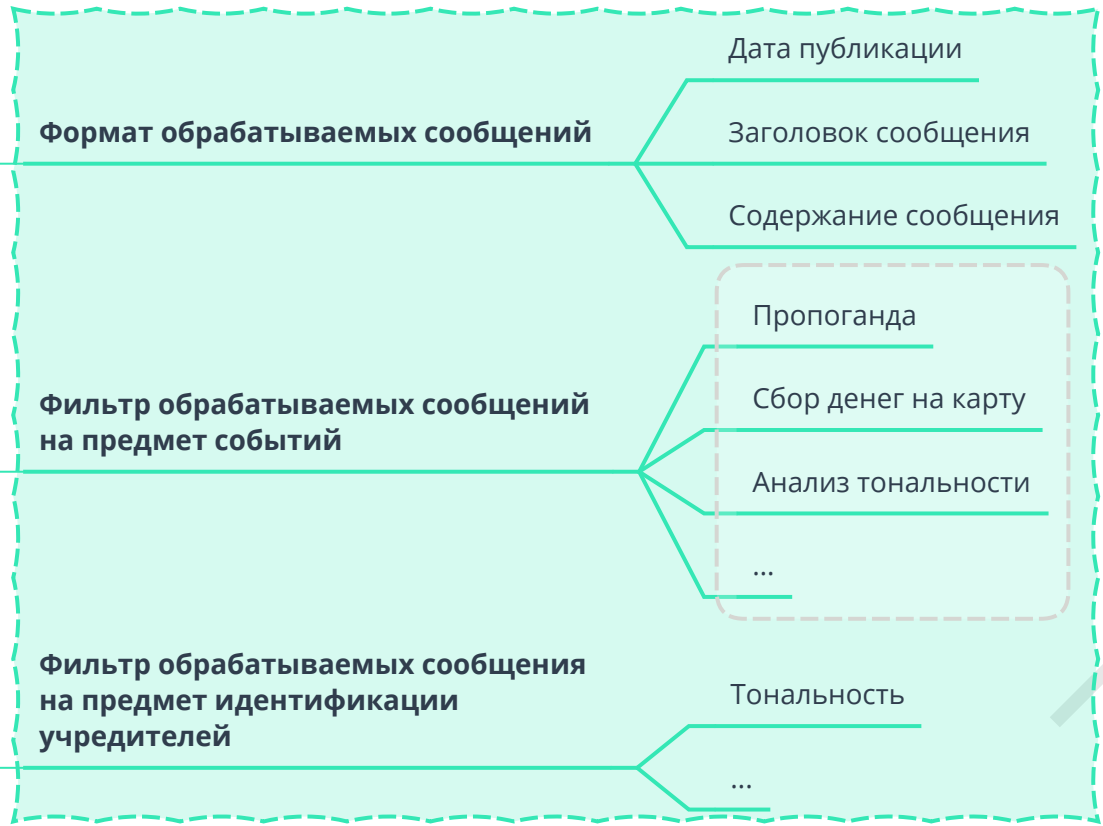 Дата публикации
Формат обрабатываемых сообщений
Заголовок сообщения
Содержание сообщения
Пропоганда
Фильтр обрабатываемых сообщений
на предмет событий
Сбор денег на карту
Анализ тональности
...
Фильтр обрабатываемых сообщения
на предмет идентификации
учредителей
Тональность
...